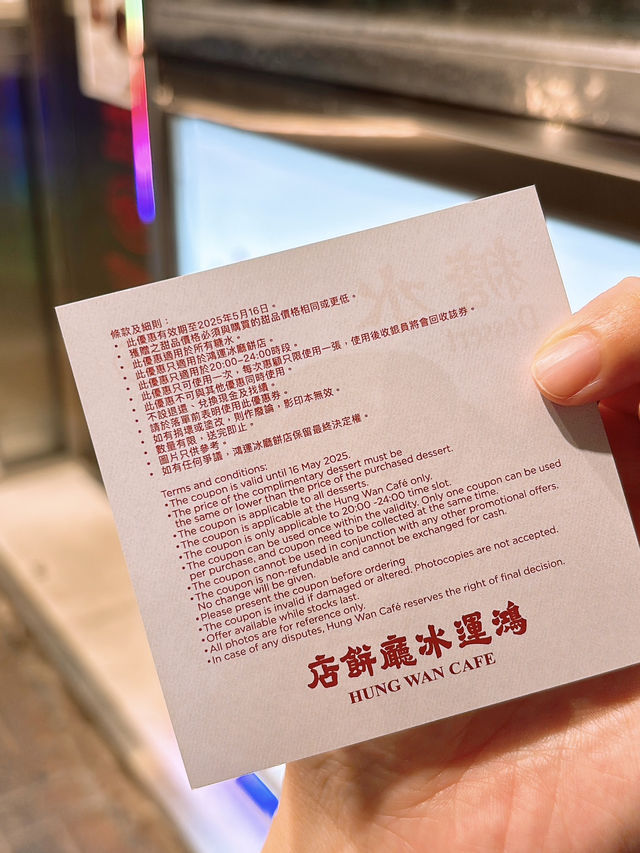 條款及細則：
• 此優惠有效期至2025年5月16日。
• 獲贈之甜品價格必須與購買的甜品價格相同或更低。
• 此優惠適用於所有糖水。
• 此優惠只適用於鴻運冰廳餅店。
• 此優惠只適用於20:00-24:00時段。
• 此優惠只可使用一次，每次惠顧只限使用一張，使用後收銀員將會回收該券。
• 此優惠不可與其他優惠同時使用。
• 不設退還、兌換現金及找續。
• 請於落單前表明使用此優惠券。
• 如有損壞或塗改，則作廢論，影印本無效。
• 數量有限，送完即止。
• 圖片只供參考。
• 如有任何爭議，鴻運冰廳餅店保留最終決定權。
Terms and conditions:
• The coupon is valid until 16 May 2025.
• The price of the complimentary dessert must be
the same or lower than the price of the purchased dessert.
• The coupon is applicable to all desserts.
• The coupon is applicable at the Hung Wan Café only.
• The coupon is only applicable to 20:00 -24:00 time slot.
• The coupon can be used once within the validity. Only one coupon can be used
per purchase, and coupon need to be collected at the same time.
• The coupon cannot be used in conjunction with any other promotional offers.
• The coupon is non-refundable and cannot be exchanged for cash.
No change will be given.
• Please present the coupon before ordering
• The coupon is invalid if damaged or altered. Photocopies are not accepted.
• Offer available while stocks last.
• All photos are for reference only.
• In case of any disputes, Hung Wan Café reserves the right of final decision.
店餅廳冰運鴻
HUNG WAN CAFE